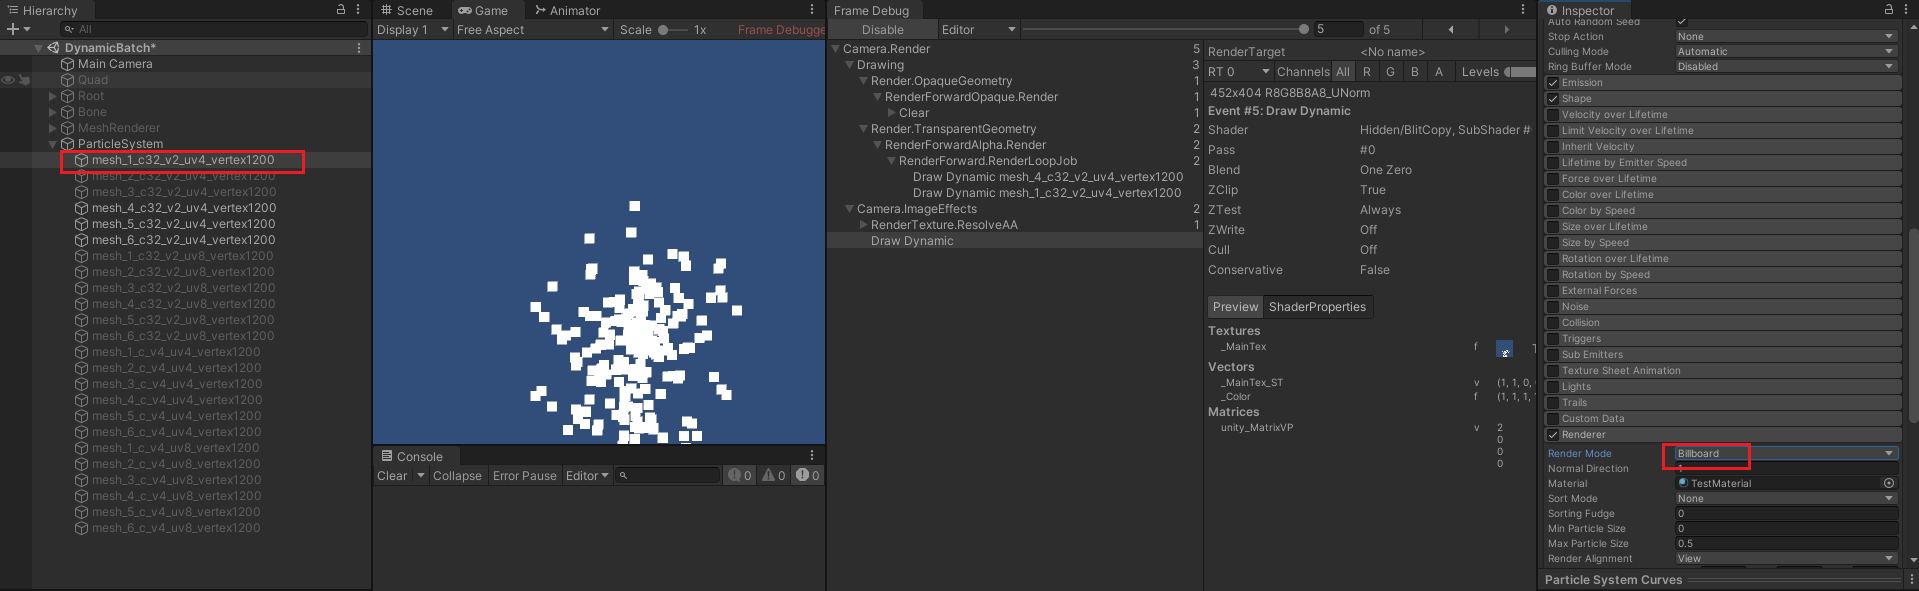 Hierarchy
All
DynamicBatch*
Main Camera
Quad
Root
Bone
MeshRenderer
ParticleSystem
mesh_1_c32_v2_uv4_vertex1200
mesh_2_c32_v2_uv4_vertex1200
mesh_3_c32_v2_uv4_vertex1200
mesh_4_c32_v2_uv4_vertex1200
mesh_5_c32_v2_uv4_vertex1200
mesh_6_c32_v2_uv4_vertex1200
mesh_1_c32_v2_uv8_vertex1200
mesh_2_c32_v2_uv8_vertex1200
mesh_3_c32_v2_uv8_vertex1200
mesh_4_c32_v2_uv8_vertex1200
mesh_5_c32_v2_uv8_vertex1200
mesh_6_c32_v2_uv8_vertex1200
mesh_1_c_v4_uv4_vertex1200
mesh_2_c_v4_uv4_vertex1200
mesh_3_c_v4_uv4_vertex1200
mesh_4_c_v4_uv4_vertex1200
mesh_5_c_v4_uv4_vertex1200
mesh_6_c_v4_uv4_vertex1200
mesh_1_c_v4_uv8_vertex1200
mesh_2_c_v4_uv8_vertex1200
mesh_3_c_v4_uv8_vertex1200
mesh_4_c_v4_uv8_vertex1200
mesh_5_c_v4_uv8_vertex1200
mesh_6_c_v4_uv8_vertex1200
Scene Game Animator
Display 1 Free Aspect Scale 1x Frame Debugge
Console
Clear Collapse Error Pause Editor 0 0 0
Frame Debug
Disable Editor 5 of 5
Camera.Render 5
Drawing 3
Render.OpaqueGeometry 1
RenderForwardOpaque.Render 1
Clear 1
Render.TransparentGeometry 2
RenderForwardAlpha.Render 2
RenderForward.RenderLoopJob 2
Draw Dynamic mesh_4_c32_v2_uv4_vertex1200
Draw Dynamic mesh_1_c32_v2_uv4_vertex1200
Camera.ImageEffects 2
RenderTexture.ResolveAA 1
Draw Dynamic
RenderTarget <No name>
RT 0 Channels All R G B A Levels
452x404 R8G8B8A8_UNorm
Event #5: Draw Dynamic
Shader Hidden/BlitCopy, SubShader #
Pass #0
Blend One Zero
ZClip True
ZTest Always
ZWrite Off
Cull Off
Conservative False
Preview ShaderProperties
Textures
_MainTex f
Vectors
_MainTex_ST v (1, 1, 0,
_Color f (1, 1, 1,
Matrices
unity_MatrixVP v 2
0
0
0
Inspector
Auto Random Seed
Stop Action None
Culling Mode Automatic
Ring Buffer Mode Disabled
Emission
Shape
Velocity over Lifetime
Limit Velocity over Lifetime
Inherit Velocity
Lifetime by Emitter Speed
Force over Lifetime
Color over Lifetime
Color by Speed
Size over Lifetime
Size by Speed
Rotation over Lifetime
Rotation by Speed
External Forces
Noise
Collision
Triggers
Sub Emitters
Texture Sheet Animation
Lights
Trails
Custom Data
Renderer
Render Mode Billboard
Normal Direction 1
Material TestMaterial
Sort Mode None
Sorting Fudge 0
Min Particle Size 0
Max Particle Size 0.5
Render Alignment View
Particle System Curves